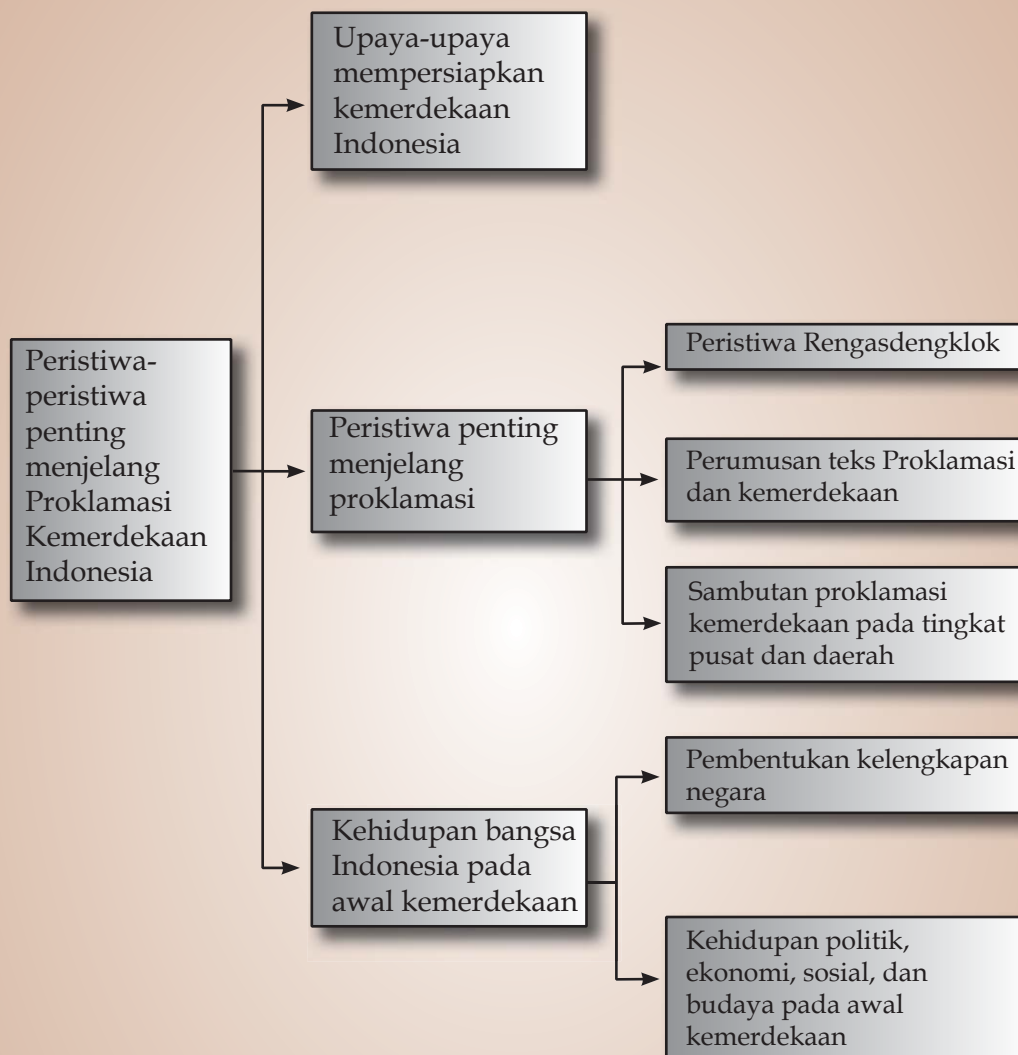 Upaya-upaya
mempersiapkan
kemerdekaan
Indonesia
Peristiwa-
peristiwa
penting
menjelang
Proklamasi
Kemerdekaan
Indonesia
Peristiwa penting
menjelang
proklamasi
Peristiwa Rengasdengklok
Perumusan teks Proklamasi
dan kemerdekaan
Sambutan proklamasi
kemerdekaan pada tingkat
pusat dan daerah
Kehidupan bangsa
Indonesia pada
awal kemerdekaan
Pembentukan kelengkapan
negara
Kehidupan politik,
ekonomi, sosial, dan
budaya pada awal
kemerdekaan